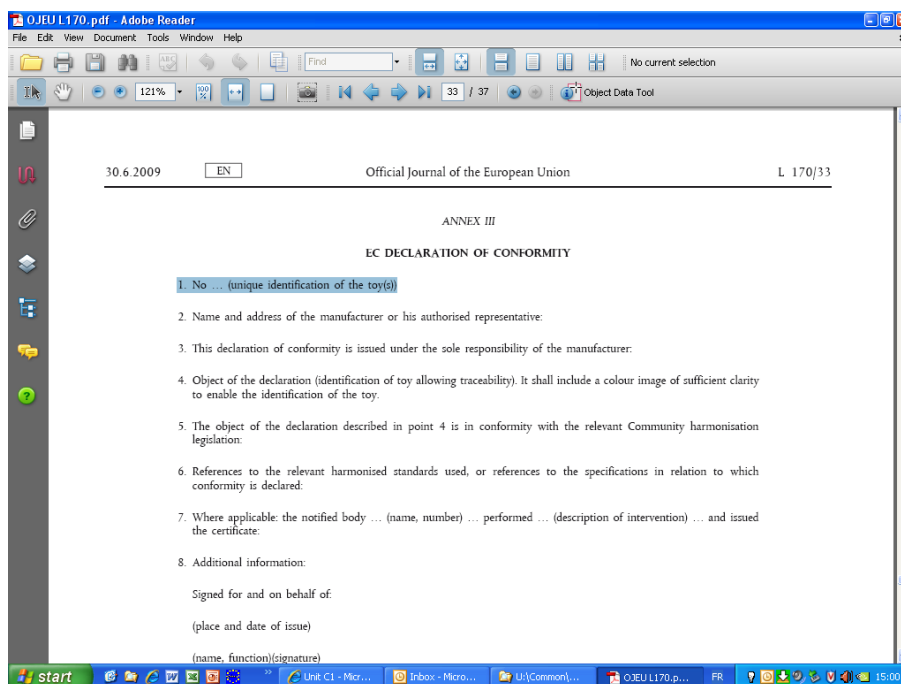 OJEU L170.pdf - Adobe Reader
File Edit View Document Tools Window Help
Find
No current selection
121%
33 / 37
Object Data Tool
30.6.2009 EN Official Journal of the European Union L 170/33
ANNEX III
EC DECLARATION OF CONFORMITY
1. No … (unique identification of the toy(s))
2. Name and address of the manufacturer or his authorised representative:
3. This declaration of conformity is issued under the sole responsibility of the manufacturer:
4. Object of the declaration (identification of toy allowing traceability). It shall include a colour image of sufficient clarity
to enable the identification of the toy.
5. The object of the declaration described in point 4 is in conformity with the relevant Community harmonisation
legislation:
6. References to the relevant harmonised standards used, or references to the specifications in relation to which
conformity is declared:
7. Where applicable: the notified body … (name, number) … performed … (description of intervention) … and issued
the certificate:
8. Additional information:
Signed for and on behalf of:
(place and date of issue)
(name, function)(signature)
start Unit C1 - Micr... Inbox - Micro... U:\Common\... OJEU L170.p... FR 15:00